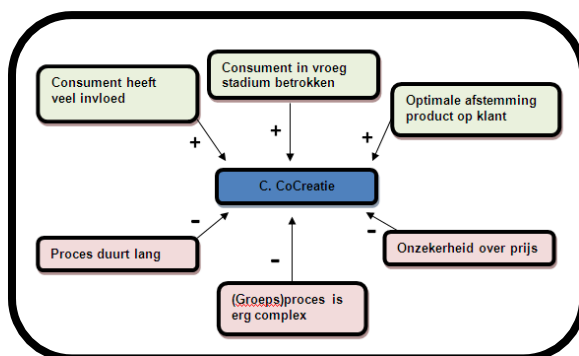 Consument heeft
veel invloed
Consument in vroeg
stadium betrokken
Optimale afstemming
product op klant
+
+
+
C. CoCreatie
-
-
-
Proces duurt lang
(Groeps)proces is
erg complex
Onzekerheid over prijs